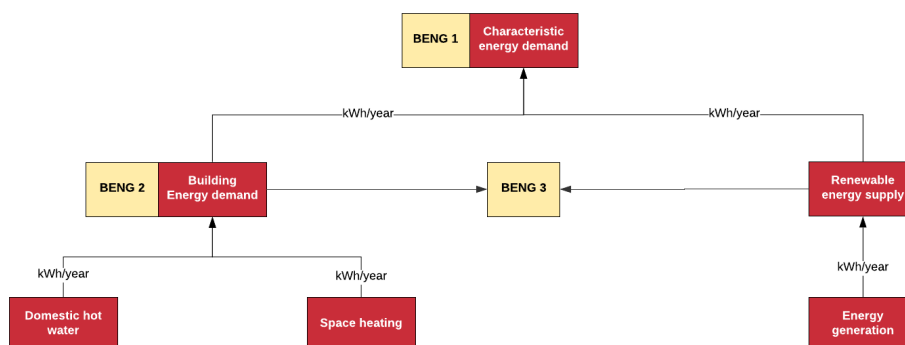 BENG 1
Characteristic
energy demand
kWh/year
kWh/year
BENG 2
Building
Energy demand
BENG 3
Renewable
energy supply
kWh/year
kWh/year
kWh/year
Domestic hot
water
Space heating
Energy
generation